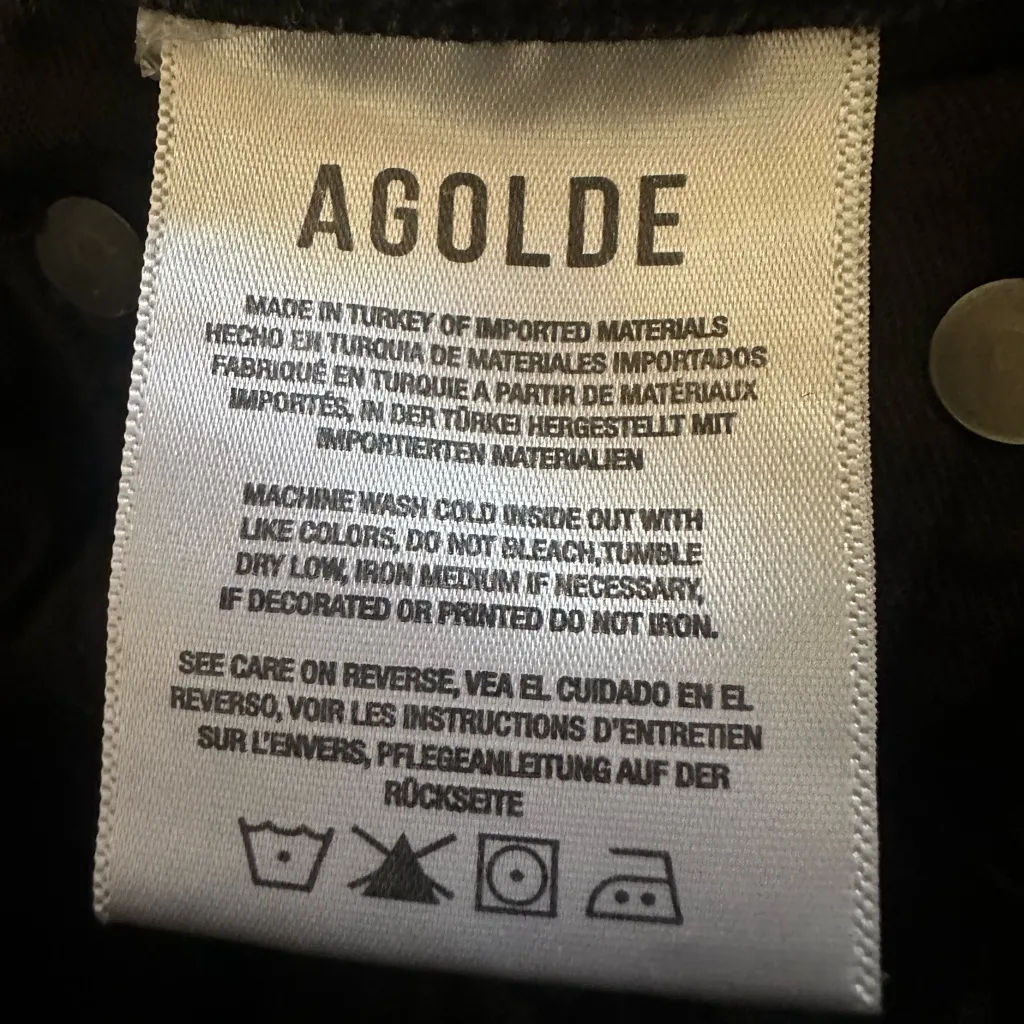 AGOLDE
MADE IN TURKEY OF IMPORTED MATERIALS
HECHO EN TURQUIA DE MATERIALES IMPORTADOS
FABRIQUÉ EN TURQUIE A PARTIR DE MATÉRIAUX
IMPORTÉS, IN DER TÜRKEI HERGESTELLT MIT
IMPORTIERTEN MATERIALIEN
MACHINE WASH COLD INSIDE OUT WITH
LIKE COLORS, DO NOT BLEACH,TUMBLE
DRY LOW, IRON MEDIUM IF NECESSARY,
IF DECORATED OR PRINTED DO NOT IRON.
SEE CARE ON REVERSE, VEA EL CUIDADO EN EL
REVERSO, VOIR LES INSTRUCTIONS D'ENTRETIEN
SUR L'ENVERS, PFLEGEANLEITUNG AUF DER
RÜCKSEITE